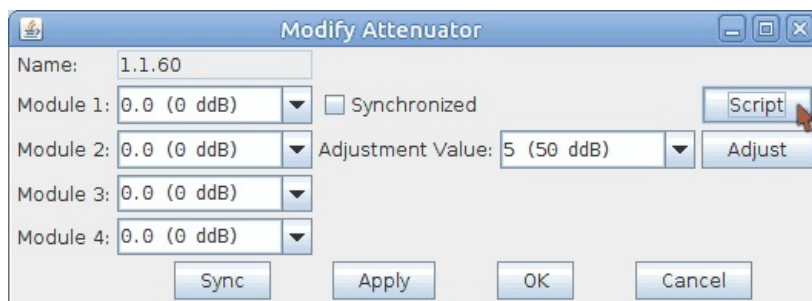 Modify Attenuator
Name: 1.1.60
Module 1: 0.0 (0 ddB) Synchronized Script
Module 2: 0.0 (0 ddB) Adjustment Value: 5 (50 ddB) Adjust
Module 3: 0.0 (0 ddB)
Module 4: 0.0 (0 ddB)
Sync Apply OK Cancel